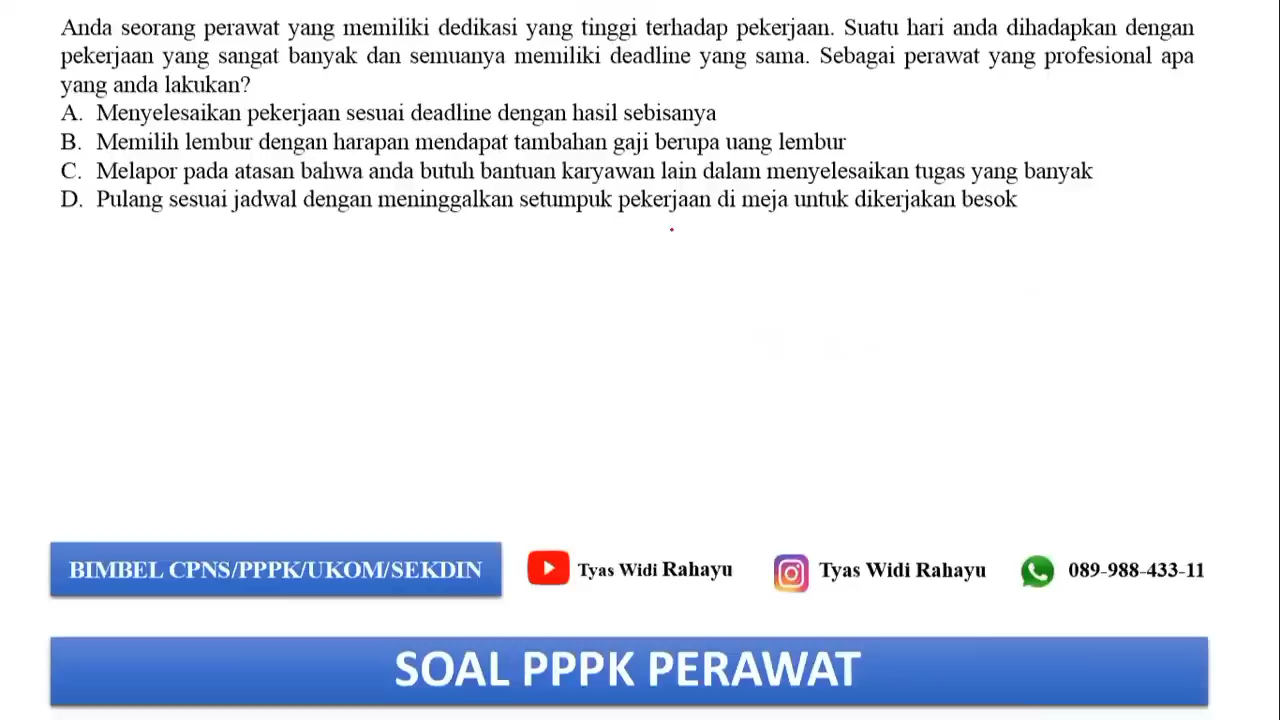 Anda seorang perawat yang memiliki dedikasi yang tinggi terhadap pekerjaan. Suatu hari anda dihadapkan dengan
pekerjaan yang sangat banyak dan semuanya memiliki deadline yang sama. Sebagai perawat yang profesional apa
yang anda lakukan?
A. Menyelesaikan pekerjaan sesuai deadline dengan hasil sebisanya
B. Memilih lembur dengan harapan mendapat tambahan gaji berupa uang lembur
C. Melapor pada atasan bahwa anda butuh bantuan karyawan lain dalam menyelesaikan tugas yang banyak
D. Pulang sesuai jadwal dengan meninggalkan setumpuk pekerjaan di meja untuk dikerjakan besok
BIMBEL CPNS/PPPK/UKOM/SEKDIN Tyas Widi Rahayu Tyas Widi Rahayu 089-988-433-11
SOAL PPPK PERAWAT